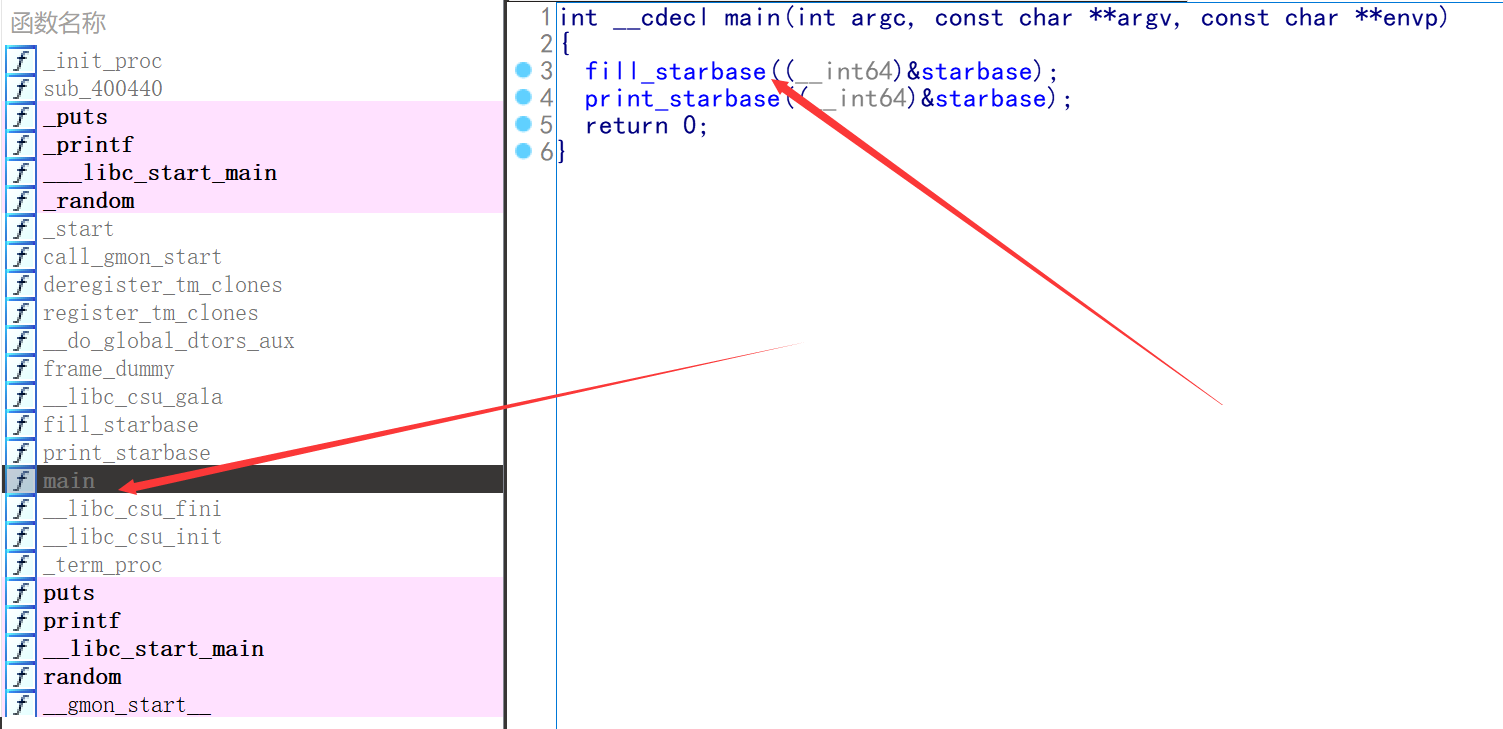 函数名称
f _init_proc
f sub_400440
f _puts
f _printf
f ___libc_start_main
f _random
f _start
f call_gmon_start
f deregister_tm_clones
f register_tm_clones
f __do_global_dtors_aux
f frame_dummy
f __libc_csu_gala
f fill_starbase
f print_starbase
f main
f __libc_csu_fini
f __libc_csu_init
f _term_proc
f puts
f printf
f __libc_start_main
f random
f __gmon_start__
1 int __cdecl main(int argc, const char **argv, const char **envp)
2 {
3 fill_starbase((__int64)&starbase);
4 print_starbase((__int64)&starbase);
5 return 0;
6 }